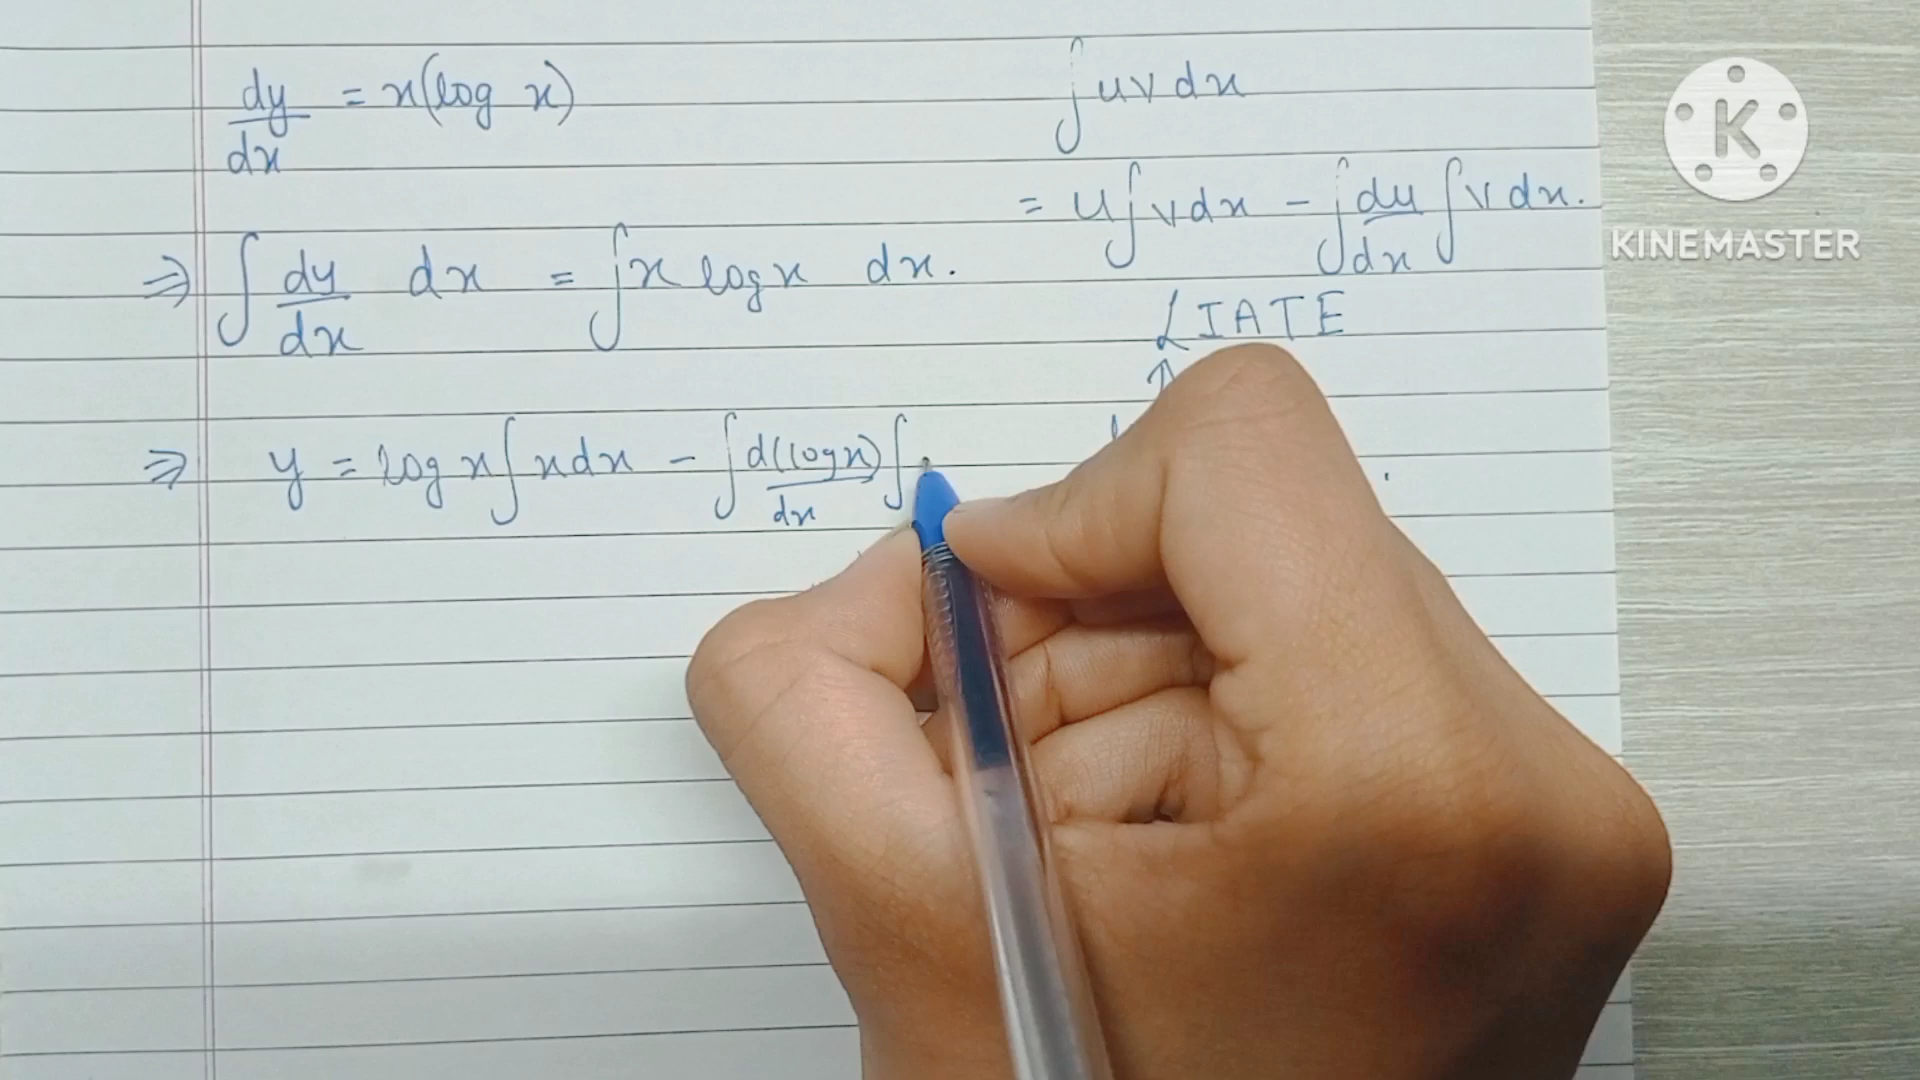 dy/dx = x(log x)
∫uv dx
= u∫v dx - ∫du/dx ∫v dx.
⇒ ∫ dy/dx dx = ∫x log x dx.
LIATE
↑
⇒ y = log x∫x dx - ∫d(log x)/dx ∫
K
KINEMASTER